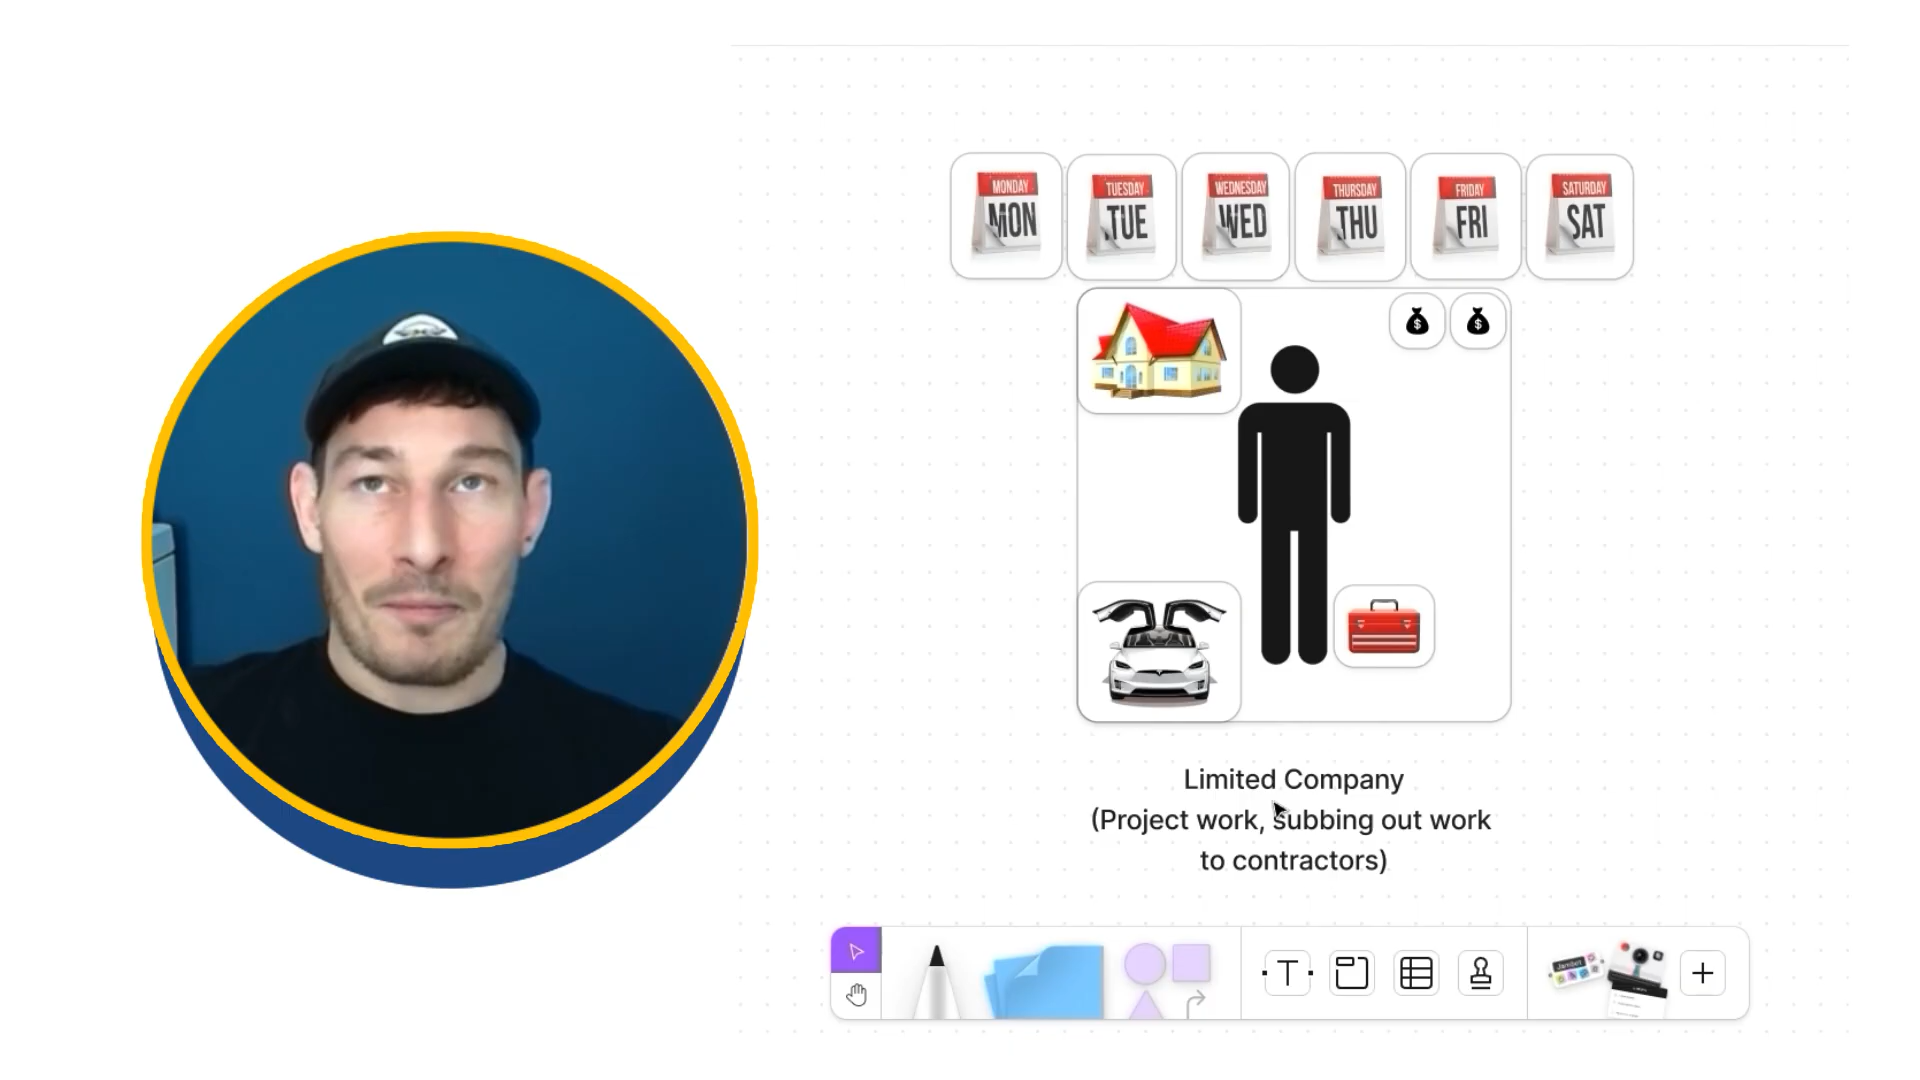 MONDAY TUESDAY WEDNESDAY THURSDAY FRIDAY SATURDAY
MON TUE WED THU FRI SAT
$ $
Limited Company
(Project work, subbing out work
to contractors)
T